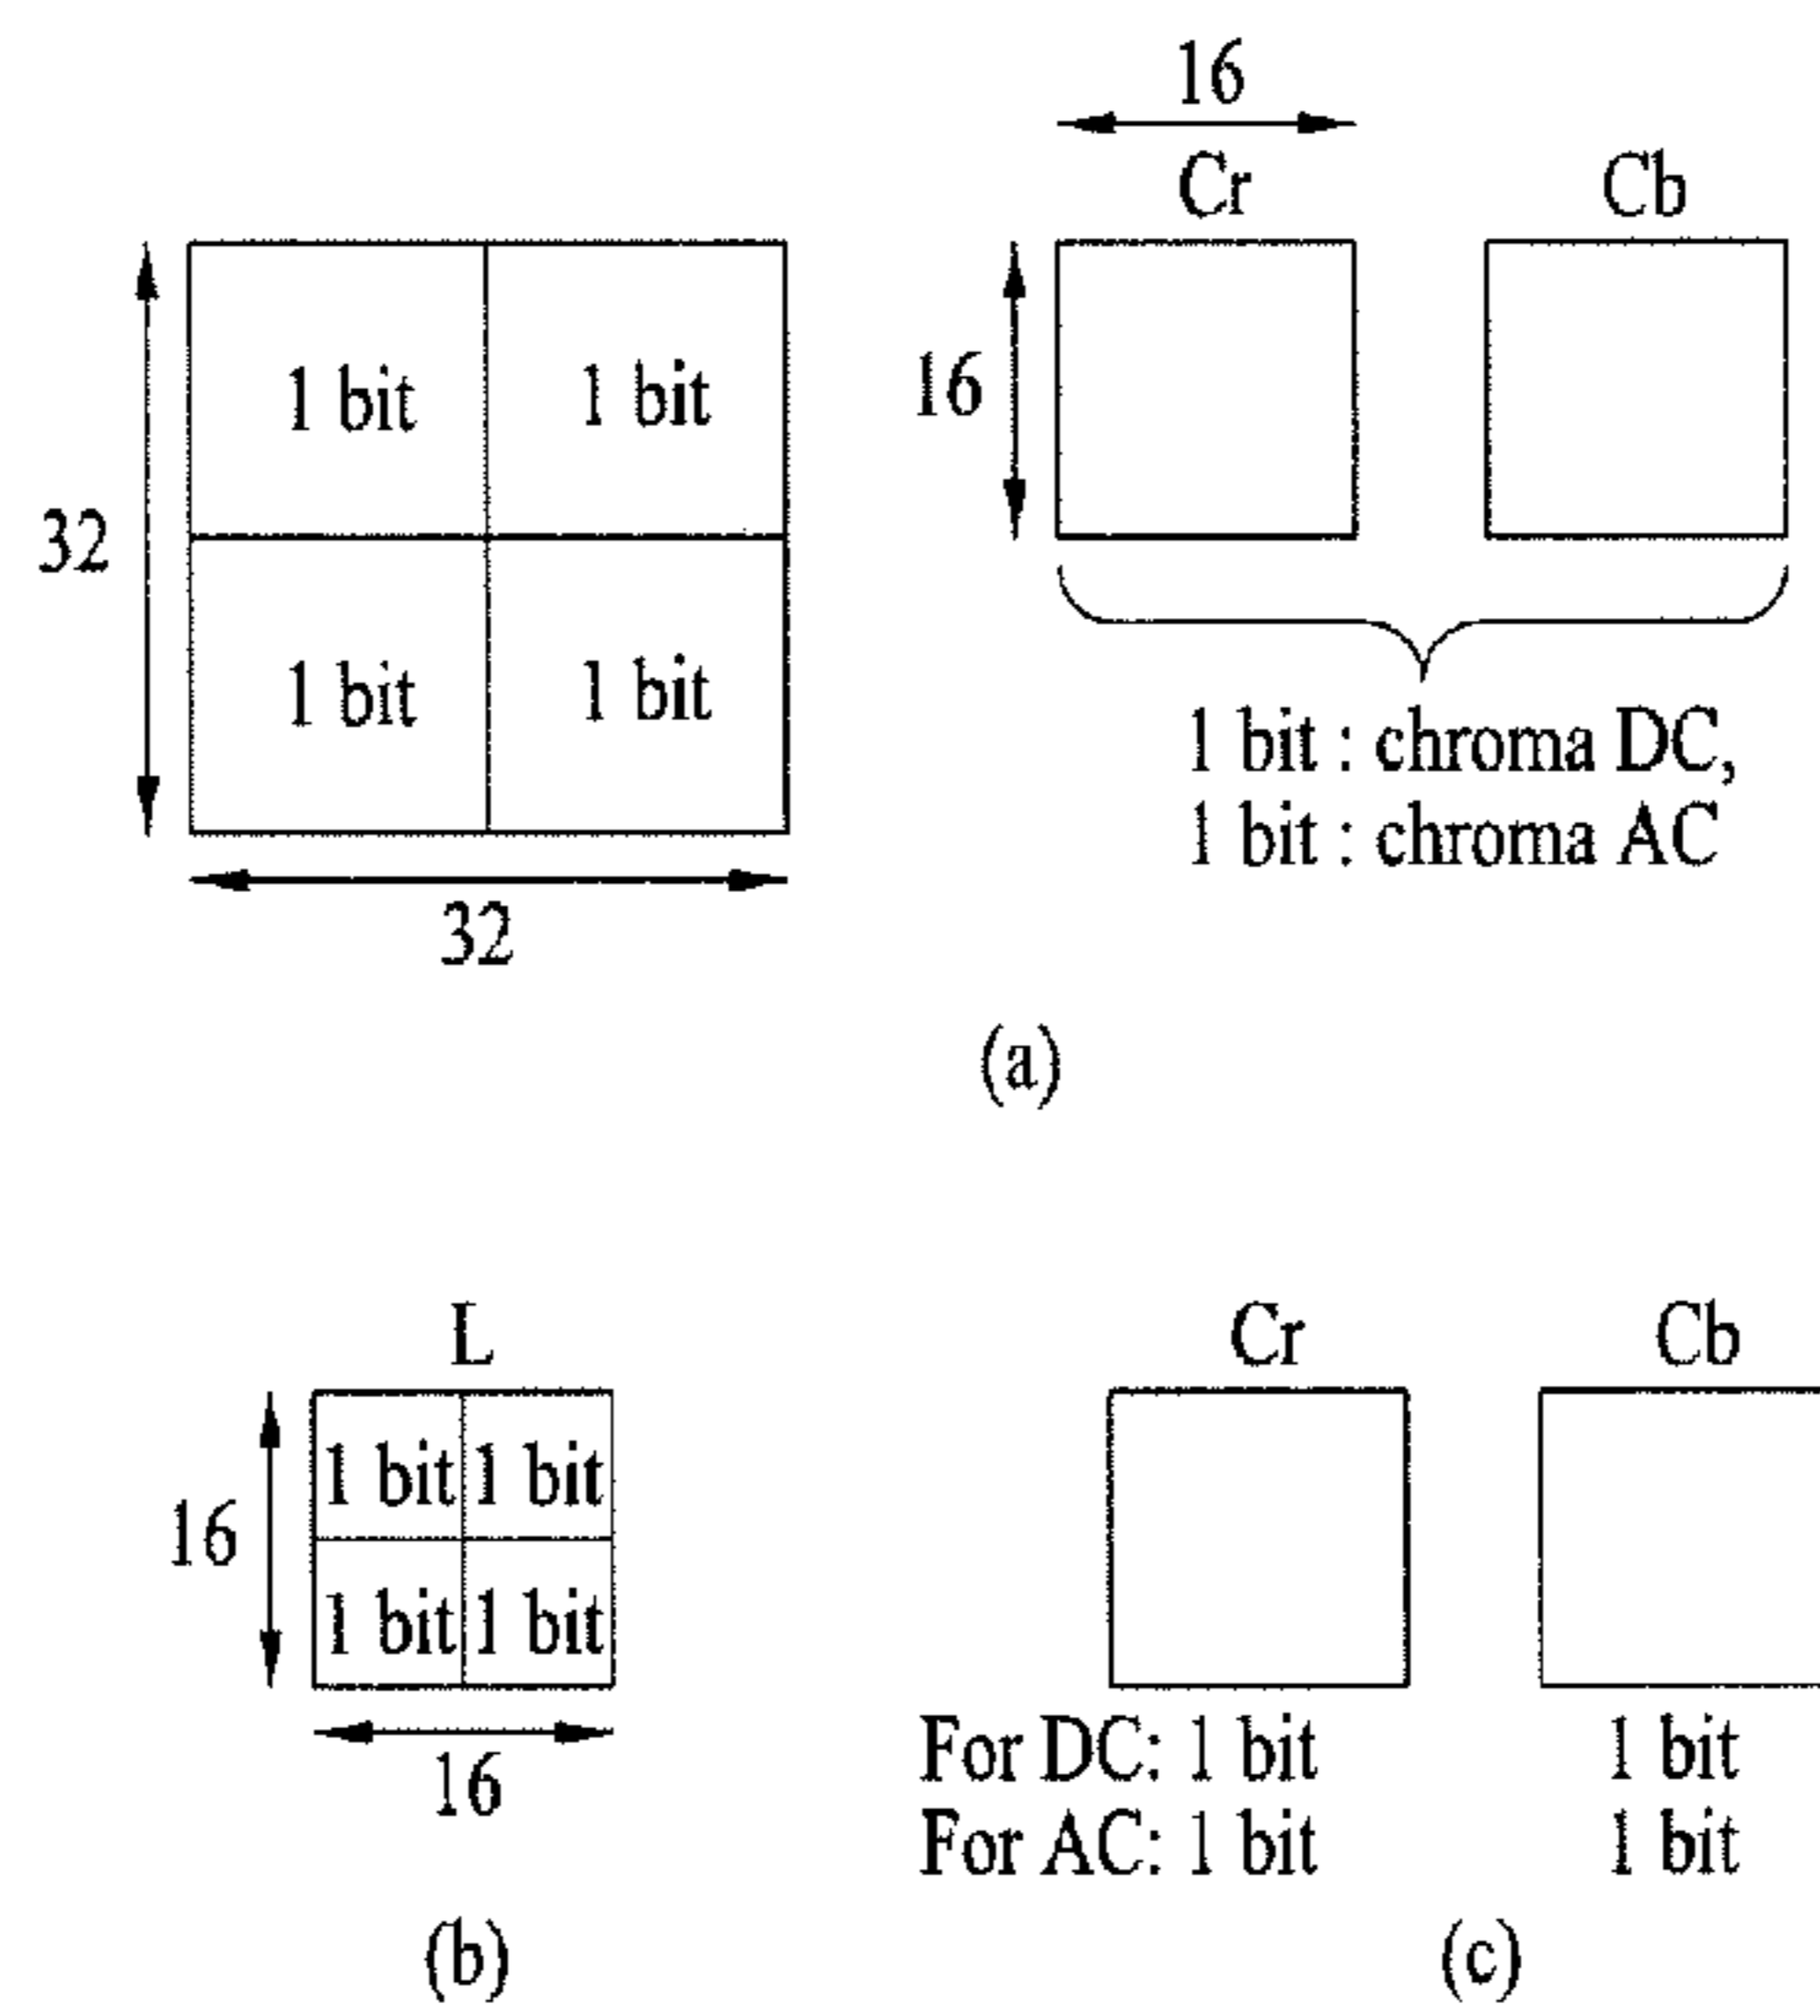 16
Cr Cb
1 bit 1 bit
16
32
1 bit 1 bit
1 bit : chroma DC,
1 bit : chroma AC
32
(a)
L
Cr Cb
1 bit 1 bit
16
1 bit 1 bit
16
For DC: 1 bit 1 bit
For AC: 1 bit 1 bit
(b)
(c)